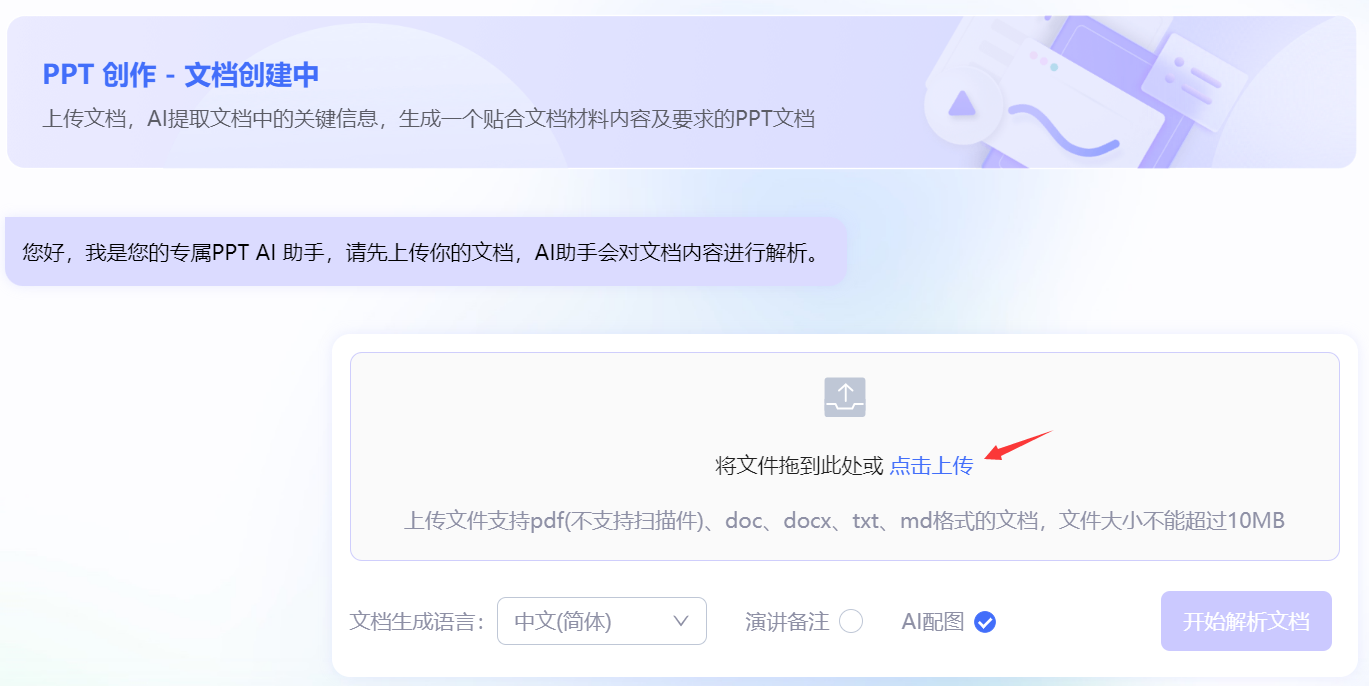 PPT 创作 - 文档创建中
上传文档，AI提取文档中的关键信息，生成一个贴合文档材料内容及要求的PPT文档
您好，我是您的专属PPT AI 助手，请先上传你的文档，AI助手会对文档内容进行解析。
将文件拖到此处或 点击上传
上传文件支持pdf(不支持扫描件)、doc、docx、txt、md格式的文档，文件大小不能超过10MB
文档生成语言： 中文(简体) 演讲备注 AI配图 开始解析文档